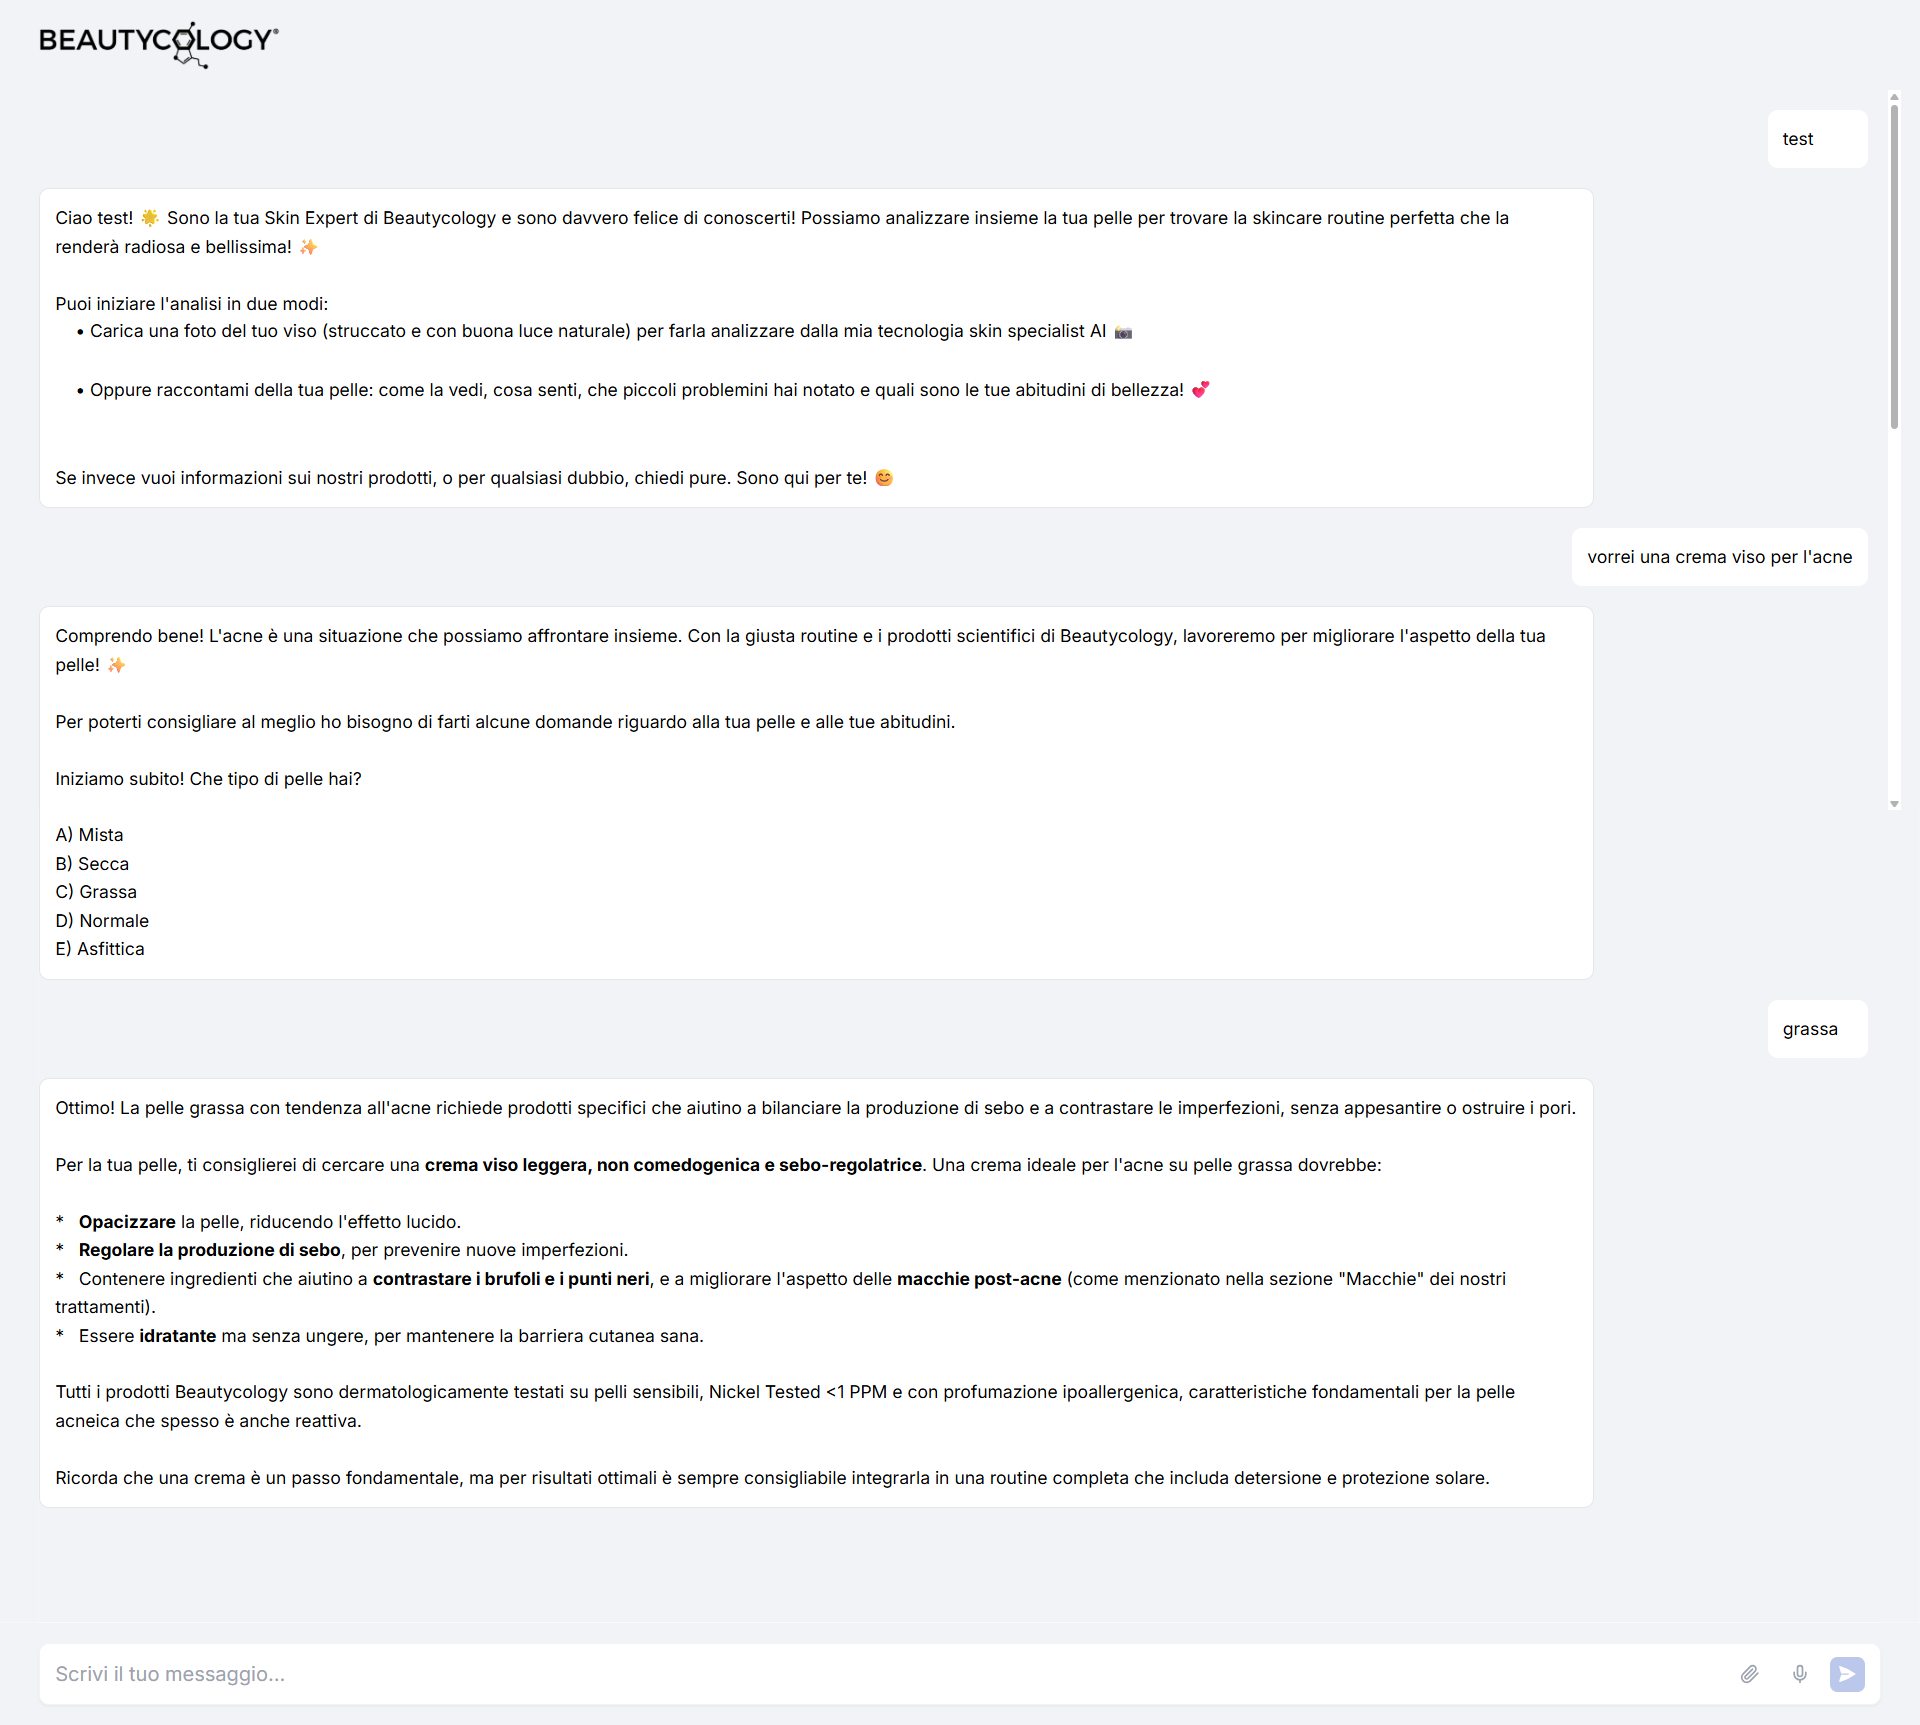 BEAUTYCOLOGY®
test
Ciao test! 🌟 Sono la tua Skin Expert di Beautycology e sono davvero felice di conoscerti! Possiamo analizzare insieme la tua pelle per trovare la skincare routine perfetta che la
renderà radiosa e bellissima! ✨
Puoi iniziare l'analisi in due modi:
• Carica una foto del tuo viso (struccato e con buona luce naturale) per farla analizzare dalla mia tecnologia skin specialist AI 📸
• Oppure raccontami della tua pelle: come la vedi, cosa senti, che piccoli problemini hai notato e quali sono le tue abitudini di bellezza! 💕
Se invece vuoi informazioni sui nostri prodotti, o per qualsiasi dubbio, chiedi pure. Sono qui per te! 😊
vorrei una crema viso per l'acne
Comprendo bene! L'acne è una situazione che possiamo affrontare insieme. Con la giusta routine e i prodotti scientifici di Beautycology, lavoreremo per migliorare l'aspetto della tua
pelle! ✨
Per poterti consigliare al meglio ho bisogno di farti alcune domande riguardo alla tua pelle e alle tue abitudini.
Iniziamo subito! Che tipo di pelle hai?
A) Mista
B) Secca
C) Grassa
D) Normale
E) Asfittica
grassa
Ottimo! La pelle grassa con tendenza all'acne richiede prodotti specifici che aiutino a bilanciare la produzione di sebo e a contrastare le imperfezioni, senza appesantire o ostruire i pori.
Per la tua pelle, ti consiglierei di cercare una crema viso leggera, non comedogenica e sebo-regolatrice. Una crema ideale per l'acne su pelle grassa dovrebbe:
* Opacizzare la pelle, riducendo l'effetto lucido.
* Regolare la produzione di sebo, per prevenire nuove imperfezioni.
* Contenere ingredienti che aiutino a contrastare i brufoli e i punti neri, e a migliorare l'aspetto delle macchie post-acne (come menzionato nella sezione "Macchie" dei nostri
trattamenti).
* Essere idratante ma senza ungere, per mantenere la barriera cutanea sana.
Tutti i prodotti Beautycology sono dermatologicamente testati su pelli sensibili, Nickel Tested <1 PPM e con profumazione ipoallergenica, caratteristiche fondamentali per la pelle
acneica che spesso è anche reattiva.
Ricorda che una crema è un passo fondamentale, ma per risultati ottimali è sempre consigliabile integrarla in una routine completa che includa detersione e protezione solare.
Scrivi il tuo messaggio...